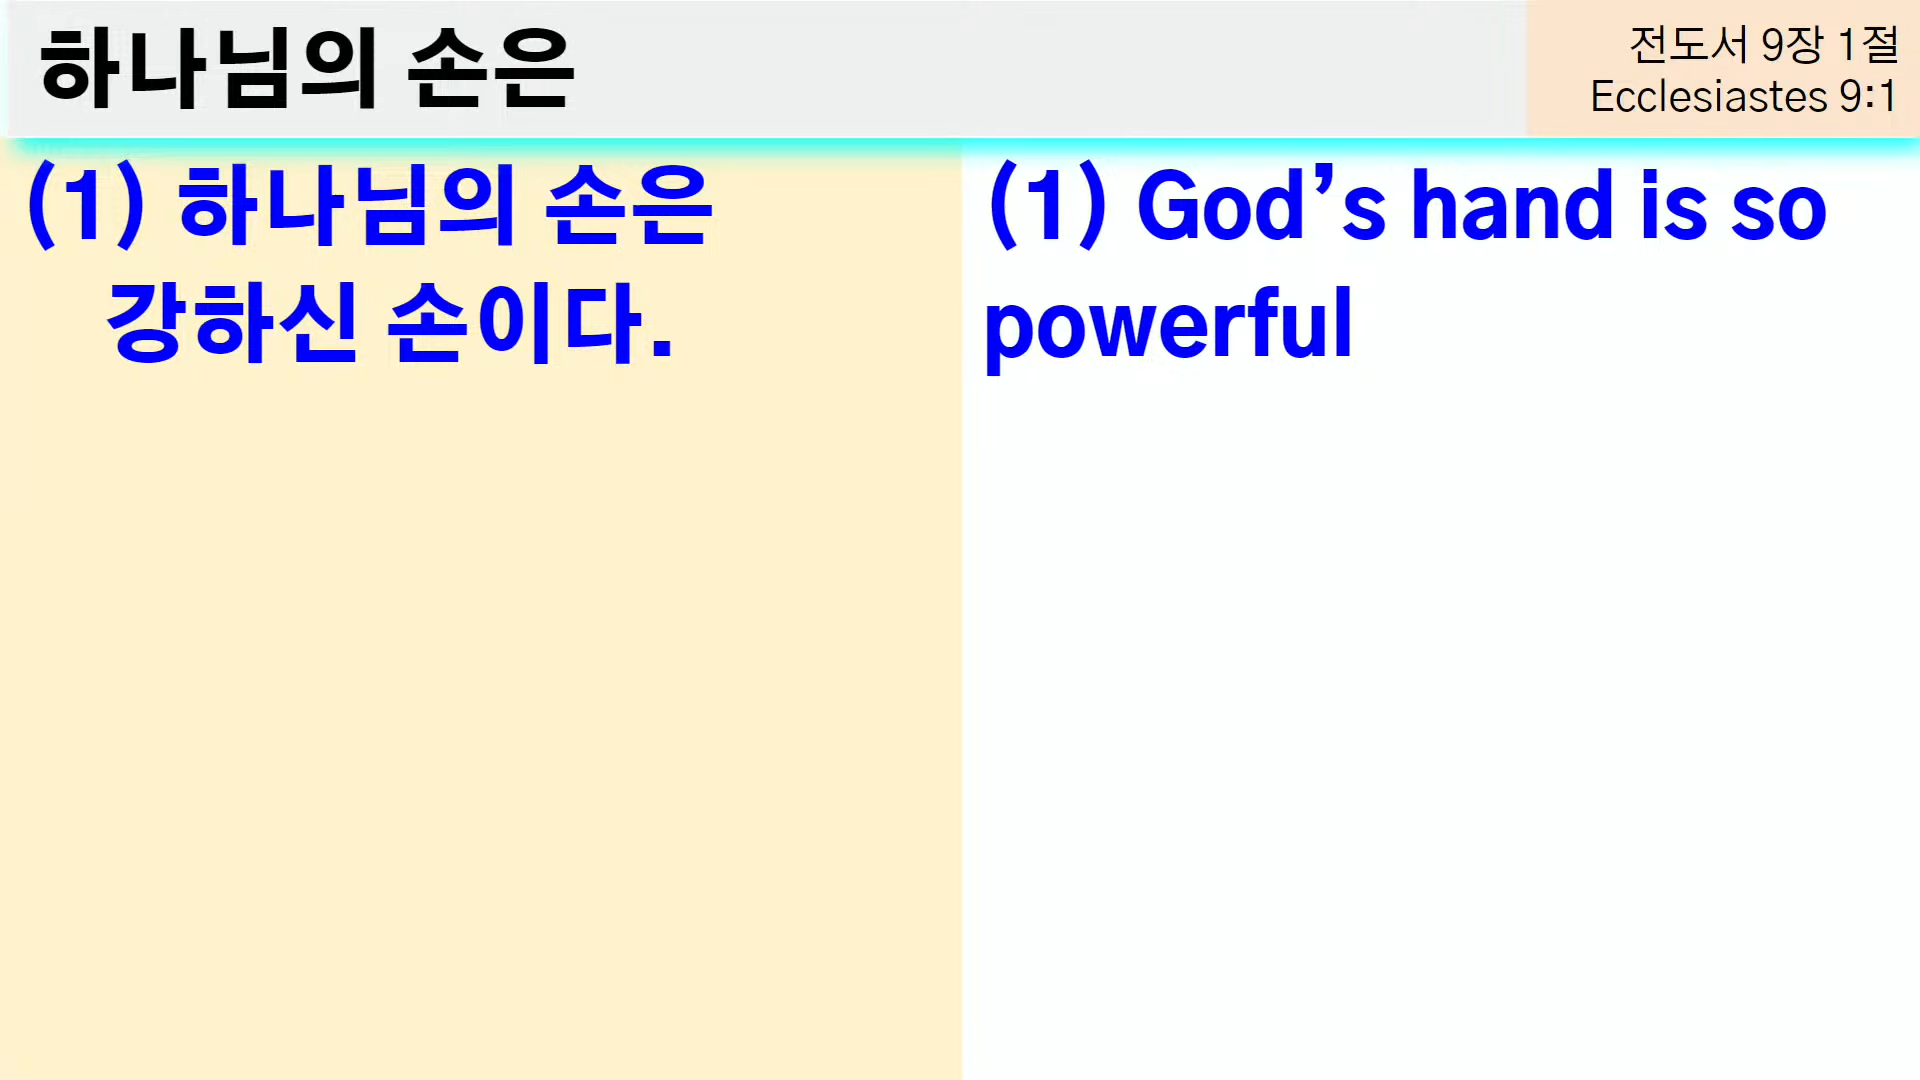 하나님의 손은
전도서 9장 1절
Ecclesiastes 9:1
(1) 하나님의 손은
강하신 손이다.
(1) God’s hand is so
powerful